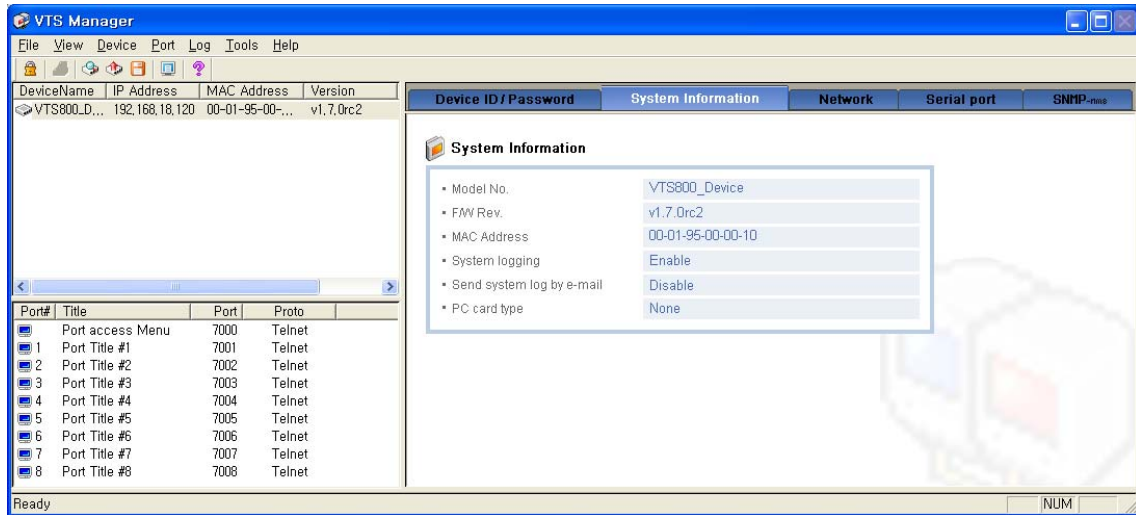 VTS Manager
File View Device Port Log Tools Help
DeviceName IP Address MAC Address Version
VTS800_D... 192,168,18,120 00-01-95-00-... v1,7,0rc2
Device ID / Password System Information Network Serial port SNMP-nms
System Information
Model No. VTS800_Device
F/W Rev. v1.7.0rc2
MAC Address 00-01-95-00-00-10
System logging Enable
Send system log by e-mail Disable
PC card type None
Port# Title Port Proto
Port access Menu 7000 Telnet
1 Port Title #1 7001 Telnet
2 Port Title #2 7002 Telnet
3 Port Title #3 7003 Telnet
4 Port Title #4 7004 Telnet
5 Port Title #5 7005 Telnet
6 Port Title #6 7006 Telnet
7 Port Title #7 7007 Telnet
8 Port Title #8 7008 Telnet
Ready NUM